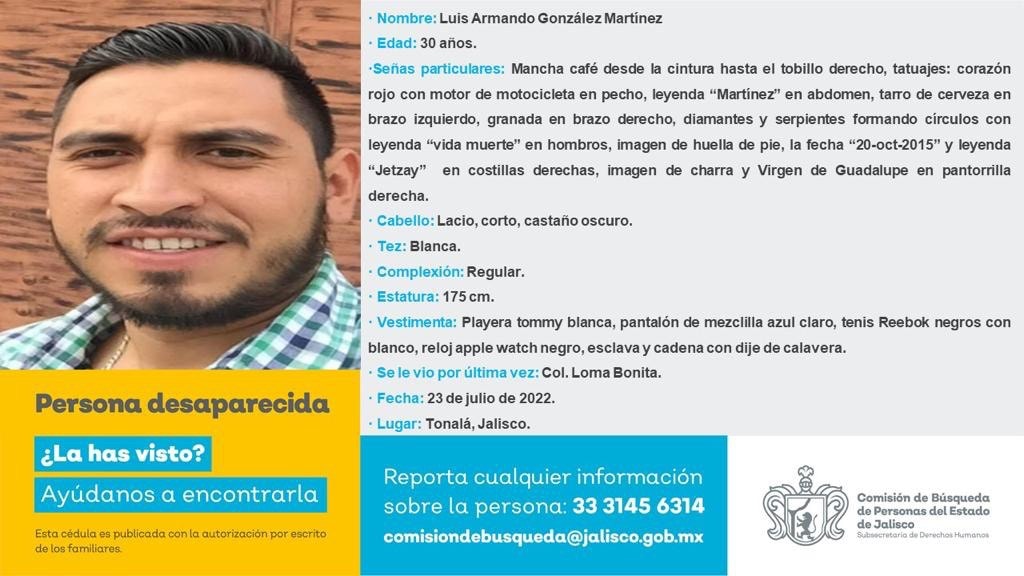 · Nombre: Luis Armando González Martínez
· Edad: 30 años.
·Señas particulares: Mancha café desde la cintura hasta el tobillo derecho, tatuajes: corazón
rojo con motor de motocicleta en pecho, leyenda “Martínez” en abdomen, tarro de cerveza en
brazo izquierdo, granada en brazo derecho, diamantes y serpientes formando círculos con
leyenda “vida muerte” en hombros, imagen de huella de pie, la fecha “20-oct-2015” y leyenda
“Jetzay” en costillas derechas, imagen de charra y Virgen de Guadalupe en pantorrilla
derecha.
· Cabello: Lacio, corto, castaño oscuro.
· Tez: Blanca.
· Complexión: Regular.
· Estatura: 175 cm.
· Vestimenta: Playera tommy blanca, pantalón de mezclilla azul claro, tenis Reebok negros con
blanco, reloj apple watch negro, esclava y cadena con dije de calavera.
· Se le vio por última vez: Col. Loma Bonita.
· Fecha: 23 de julio de 2022.
· Lugar: Tonalá, Jalisco.
Persona desaparecida
¿La has visto?
Ayúdanos a encontrarla
Esta cédula es publicada con la autorización por escrito
de los familiares.
Reporta cualquier información
sobre la persona: 33 3145 6314
comisiondebusqueda@jalisco.gob.mx
Comisión de Búsqueda
de Personas del Estado
de Jalisco
Subsecretaría de Derechos Humanos